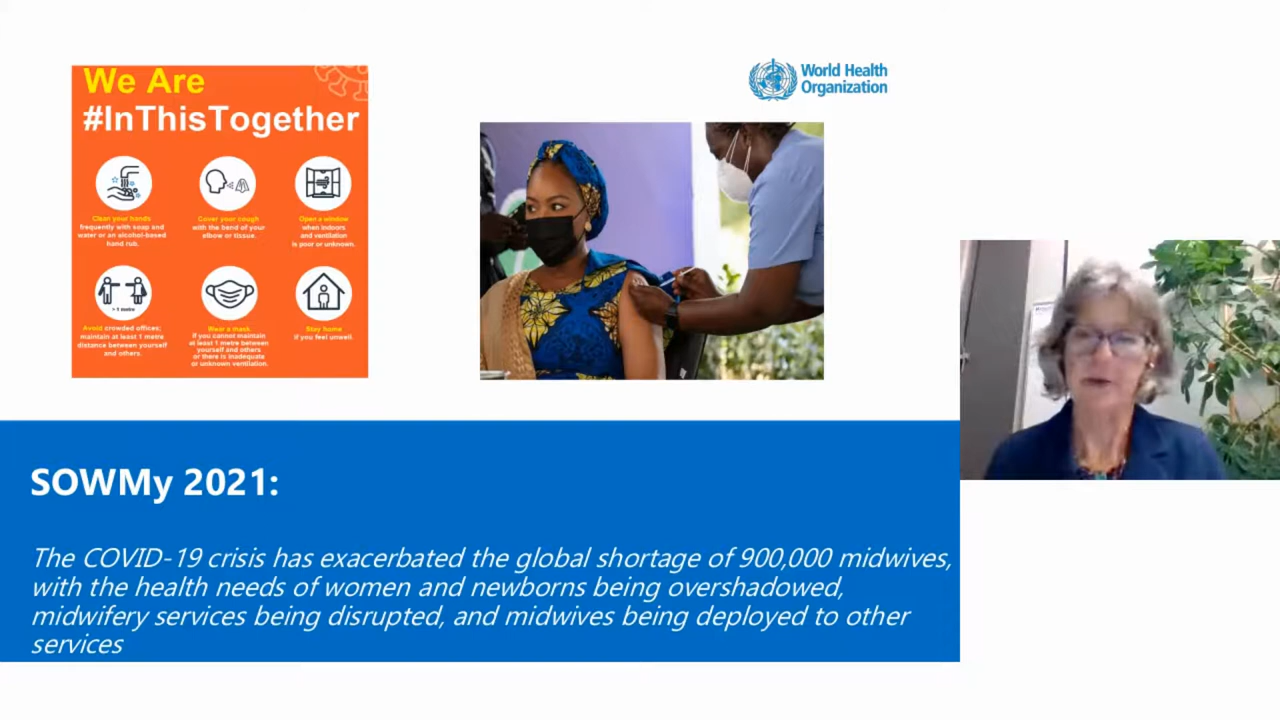 We Are
#InThisTogether
Clean your hands
frequently with soap and
water or an alcohol-based
hand rub.
Cover your cough
with the bend of your
elbow or tissue.
Open a window
when indoors
and ventilation
is poor or unknown.
> 1 metre
Avoid crowded offices;
maintain at least 1 metre
distance between yourself
and others.
Wear a mask
if you cannot maintain
at least 1 metre between
yourself and others
or there is inadequate
or unknown ventilation.
Stay home
if you feel unwell.
World Health
Organization
SOWMy 2021:
The COVID-19 crisis has exacerbated the global shortage of 900,000 midwives,
with the health needs of women and newborns being overshadowed,
midwifery services being disrupted, and midwives being deployed to other
services